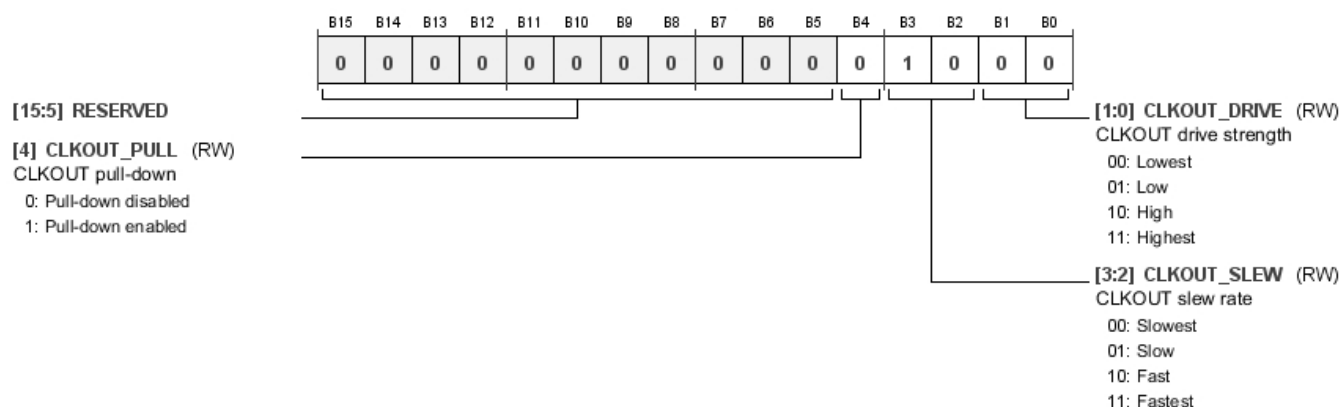 B15 B14 B13 B12 B11 B10 B9 B8 B7 B6 B5 B4 B3 B2 B1 B0
0 0 0 0 0 0 0 0 0 0 0 0 1 0 0 0
[15:5] RESERVED
[4] CLKOUT_PULL (RW)
CLKOUT pull-down
0: Pull-down disabled
1: Pull-down enabled
[1:0] CLKOUT_DRIVE (RW)
CLKOUT drive strength
00: Lowest
01: Low
10: High
11: Highest
[3:2] CLKOUT_SLEW (RW)
CLKOUT slew rate
00: Slowest
01: Slow
10: Fast
11: Fastest